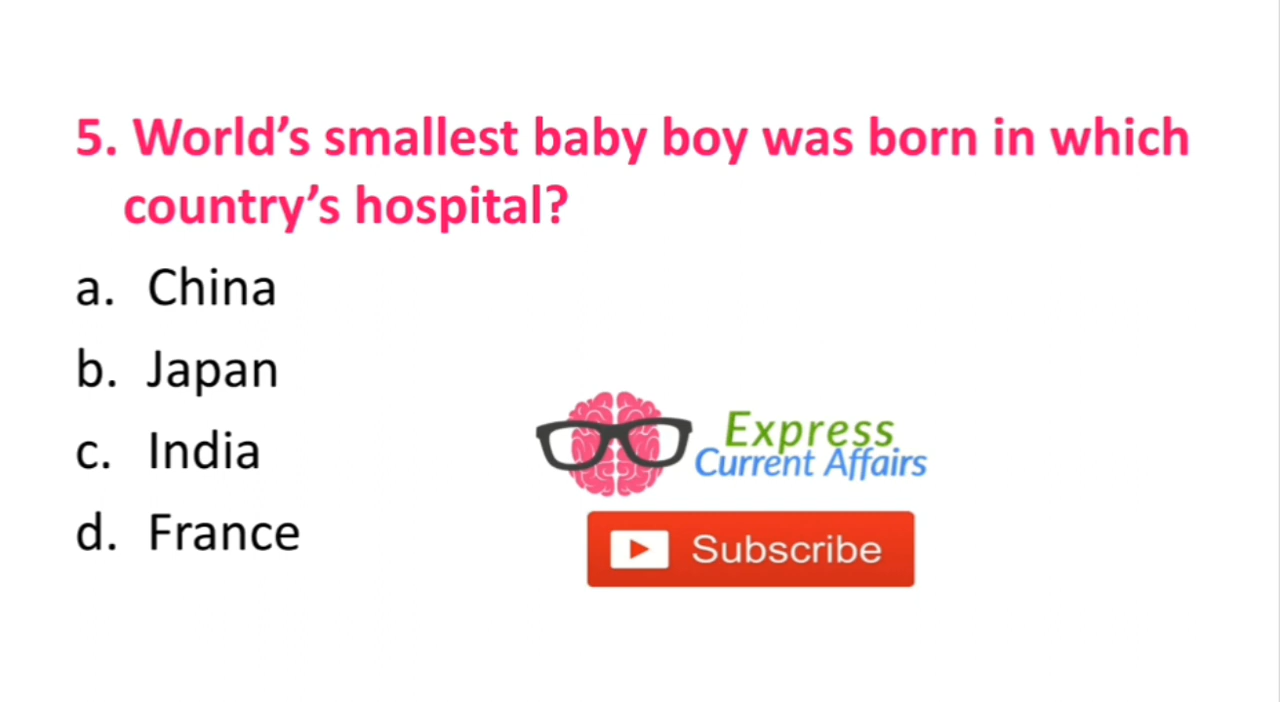 5. World’s smallest baby boy was born in which
country’s hospital?
a. China
b. Japan
c. India
d. France
Express
Current Affairs
Subscribe